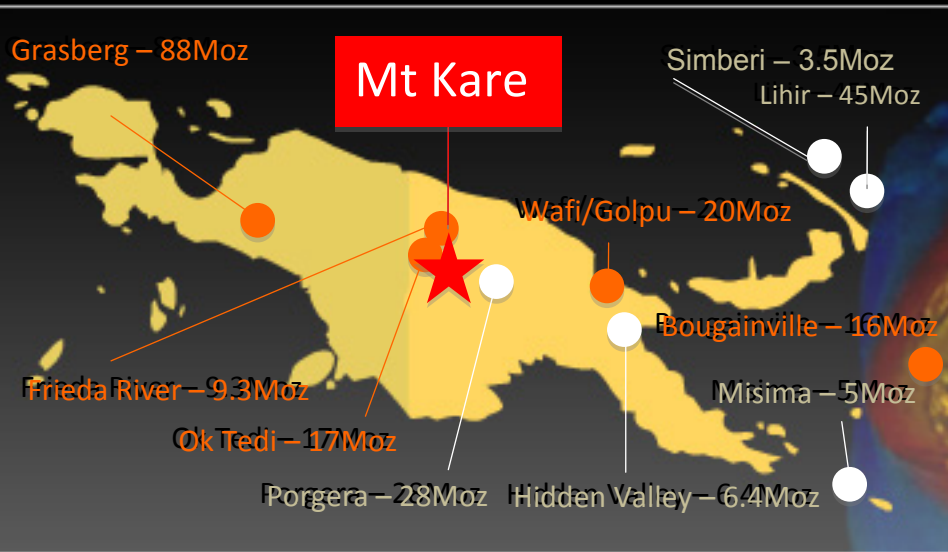 Grasberg – 88Moz
Mt Kare
Simberi – 3.5Moz
Lihir – 45Moz
Wafi/Golpu – 20Moz
Bougainville – 16Moz
Frieda River – 9.3Moz
Misima – 5Moz
Ok Tedi – 17Moz
Porgera – 28Moz
Hidden Valley – 6.4Moz